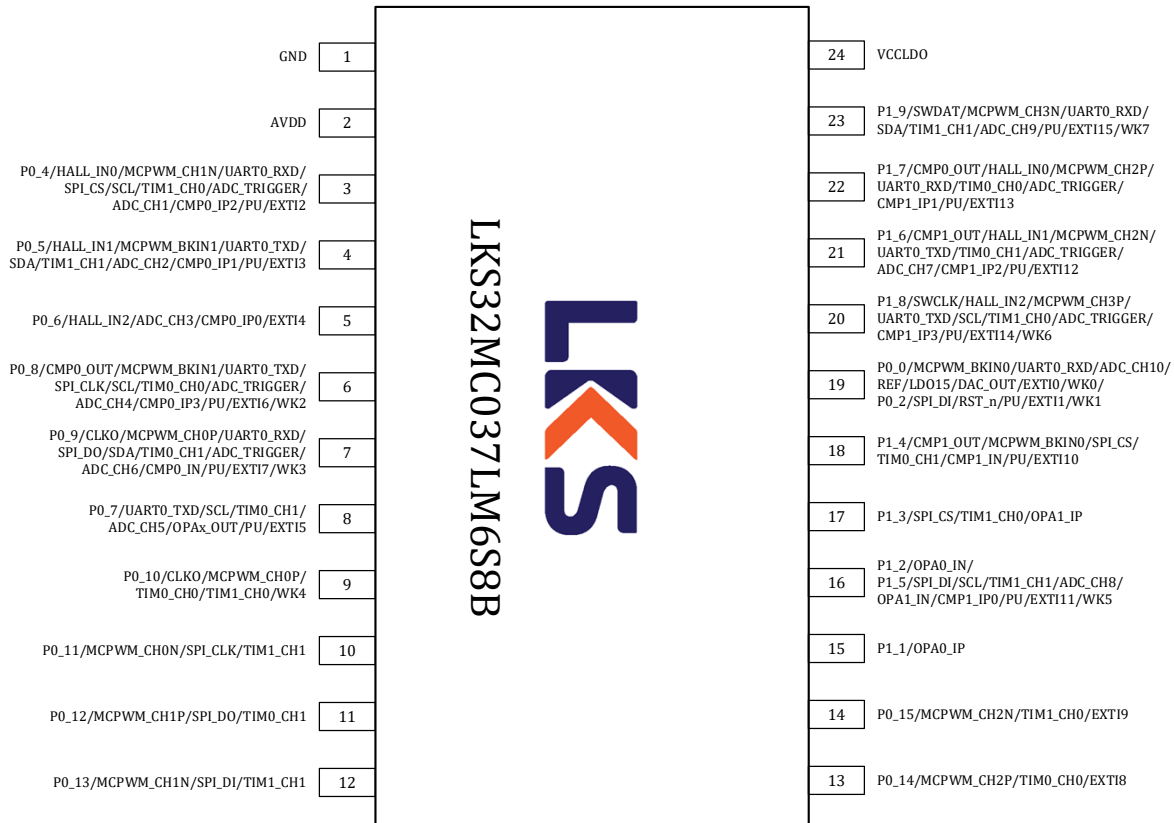 GND
1
AVDD
2
P0_4/HALL_IN0/MCPWM_CH1N/UART0_RXD/
SPI_CS/SCL/TIM1_CH0/ADC_TRIGGER/
ADC_CH1/CMP0_IP2/PU/EXTI2
3
P0_5/HALL_IN1/MCPWM_BKIN1/UART0_TXD/
SDA/TIM1_CH1/ADC_CH2/CMP0_IP1/PU/EXTI3
4
P0_6/HALL_IN2/ADC_CH3/CMP0_IP0/EXTI4
5
P0_8/CMP0_OUT/MCPWM_BKIN1/UART0_TXD/
SPI_CLK/SCL/TIM0_CH0/ADC_TRIGGER/
ADC_CH4/CMP0_IP3/PU/EXTI6/WK2
6
P0_9/CLKO/MCPWM_CH0P/UART0_RXD/
SPI_DO/SDA/TIM0_CH1/ADC_TRIGGER/
ADC_CH6/CMP0_IN/PU/EXTI7/WK3
7
P0_7/UART0_TXD/SCL/TIM0_CH1/
ADC_CH5/OPAx_OUT/PU/EXTI5
8
P0_10/CLKO/MCPWM_CH0P/
TIM0_CH0/TIM1_CH0/WK4
9
P0_11/MCPWM_CH0N/SPI_CLK/TIM1_CH1
10
P0_12/MCPWM_CH1P/SPI_DO/TIM0_CH1
11
P0_13/MCPWM_CH1N/SPI_DI/TIM1_CH1
12
LKS32MC037LM6S8B
LKS
24
VCCLDO
23
P1_9/SWDAT/MCPWM_CH3N/UART0_RXD/
SDA/TIM1_CH1/ADC_CH9/PU/EXTI15/WK7
22
P1_7/CMP0_OUT/HALL_IN0/MCPWM_CH2P/
UART0_RXD/TIM0_CH0/ADC_TRIGGER/
CMP1_IP1/PU/EXTI13
21
P1_6/CMP1_OUT/HALL_IN1/MCPWM_CH2N/
UART0_TXD/TIM0_CH1/ADC_TRIGGER/
ADC_CH7/CMP1_IP2/PU/EXTI12
20
P1_8/SWCLK/HALL_IN2/MCPWM_CH3P/
UART0_TXD/SCL/TIM1_CH0/ADC_TRIGGER/
CMP1_IP3/PU/EXTI14/WK6
19
P0_0/MCPWM_BKIN0/UART0_RXD/ADC_CH10/
REF/LDO15/DAC_OUT/EXTI0/WK0/
P0_2/SPI_DI/RST_n/PU/EXTI1/WK1
18
P1_4/CMP1_OUT/MCPWM_BKIN0/SPI_CS/
TIM0_CH1/CMP1_IN/PU/EXTI10
17
P1_3/SPI_CS/TIM1_CH0/OPA1_IP
16
P1_2/OPA0_IN/
P1_5/SPI_DI/SCL/TIM1_CH1/ADC_CH8/
OPA1_IN/CMP1_IP0/PU/EXTI11/WK5
15
P1_1/OPA0_IP
14
P0_15/MCPWM_CH2N/TIM1_CH0/EXTI9
13
P0_14/MCPWM_CH2P/TIM0_CH0/EXTI8